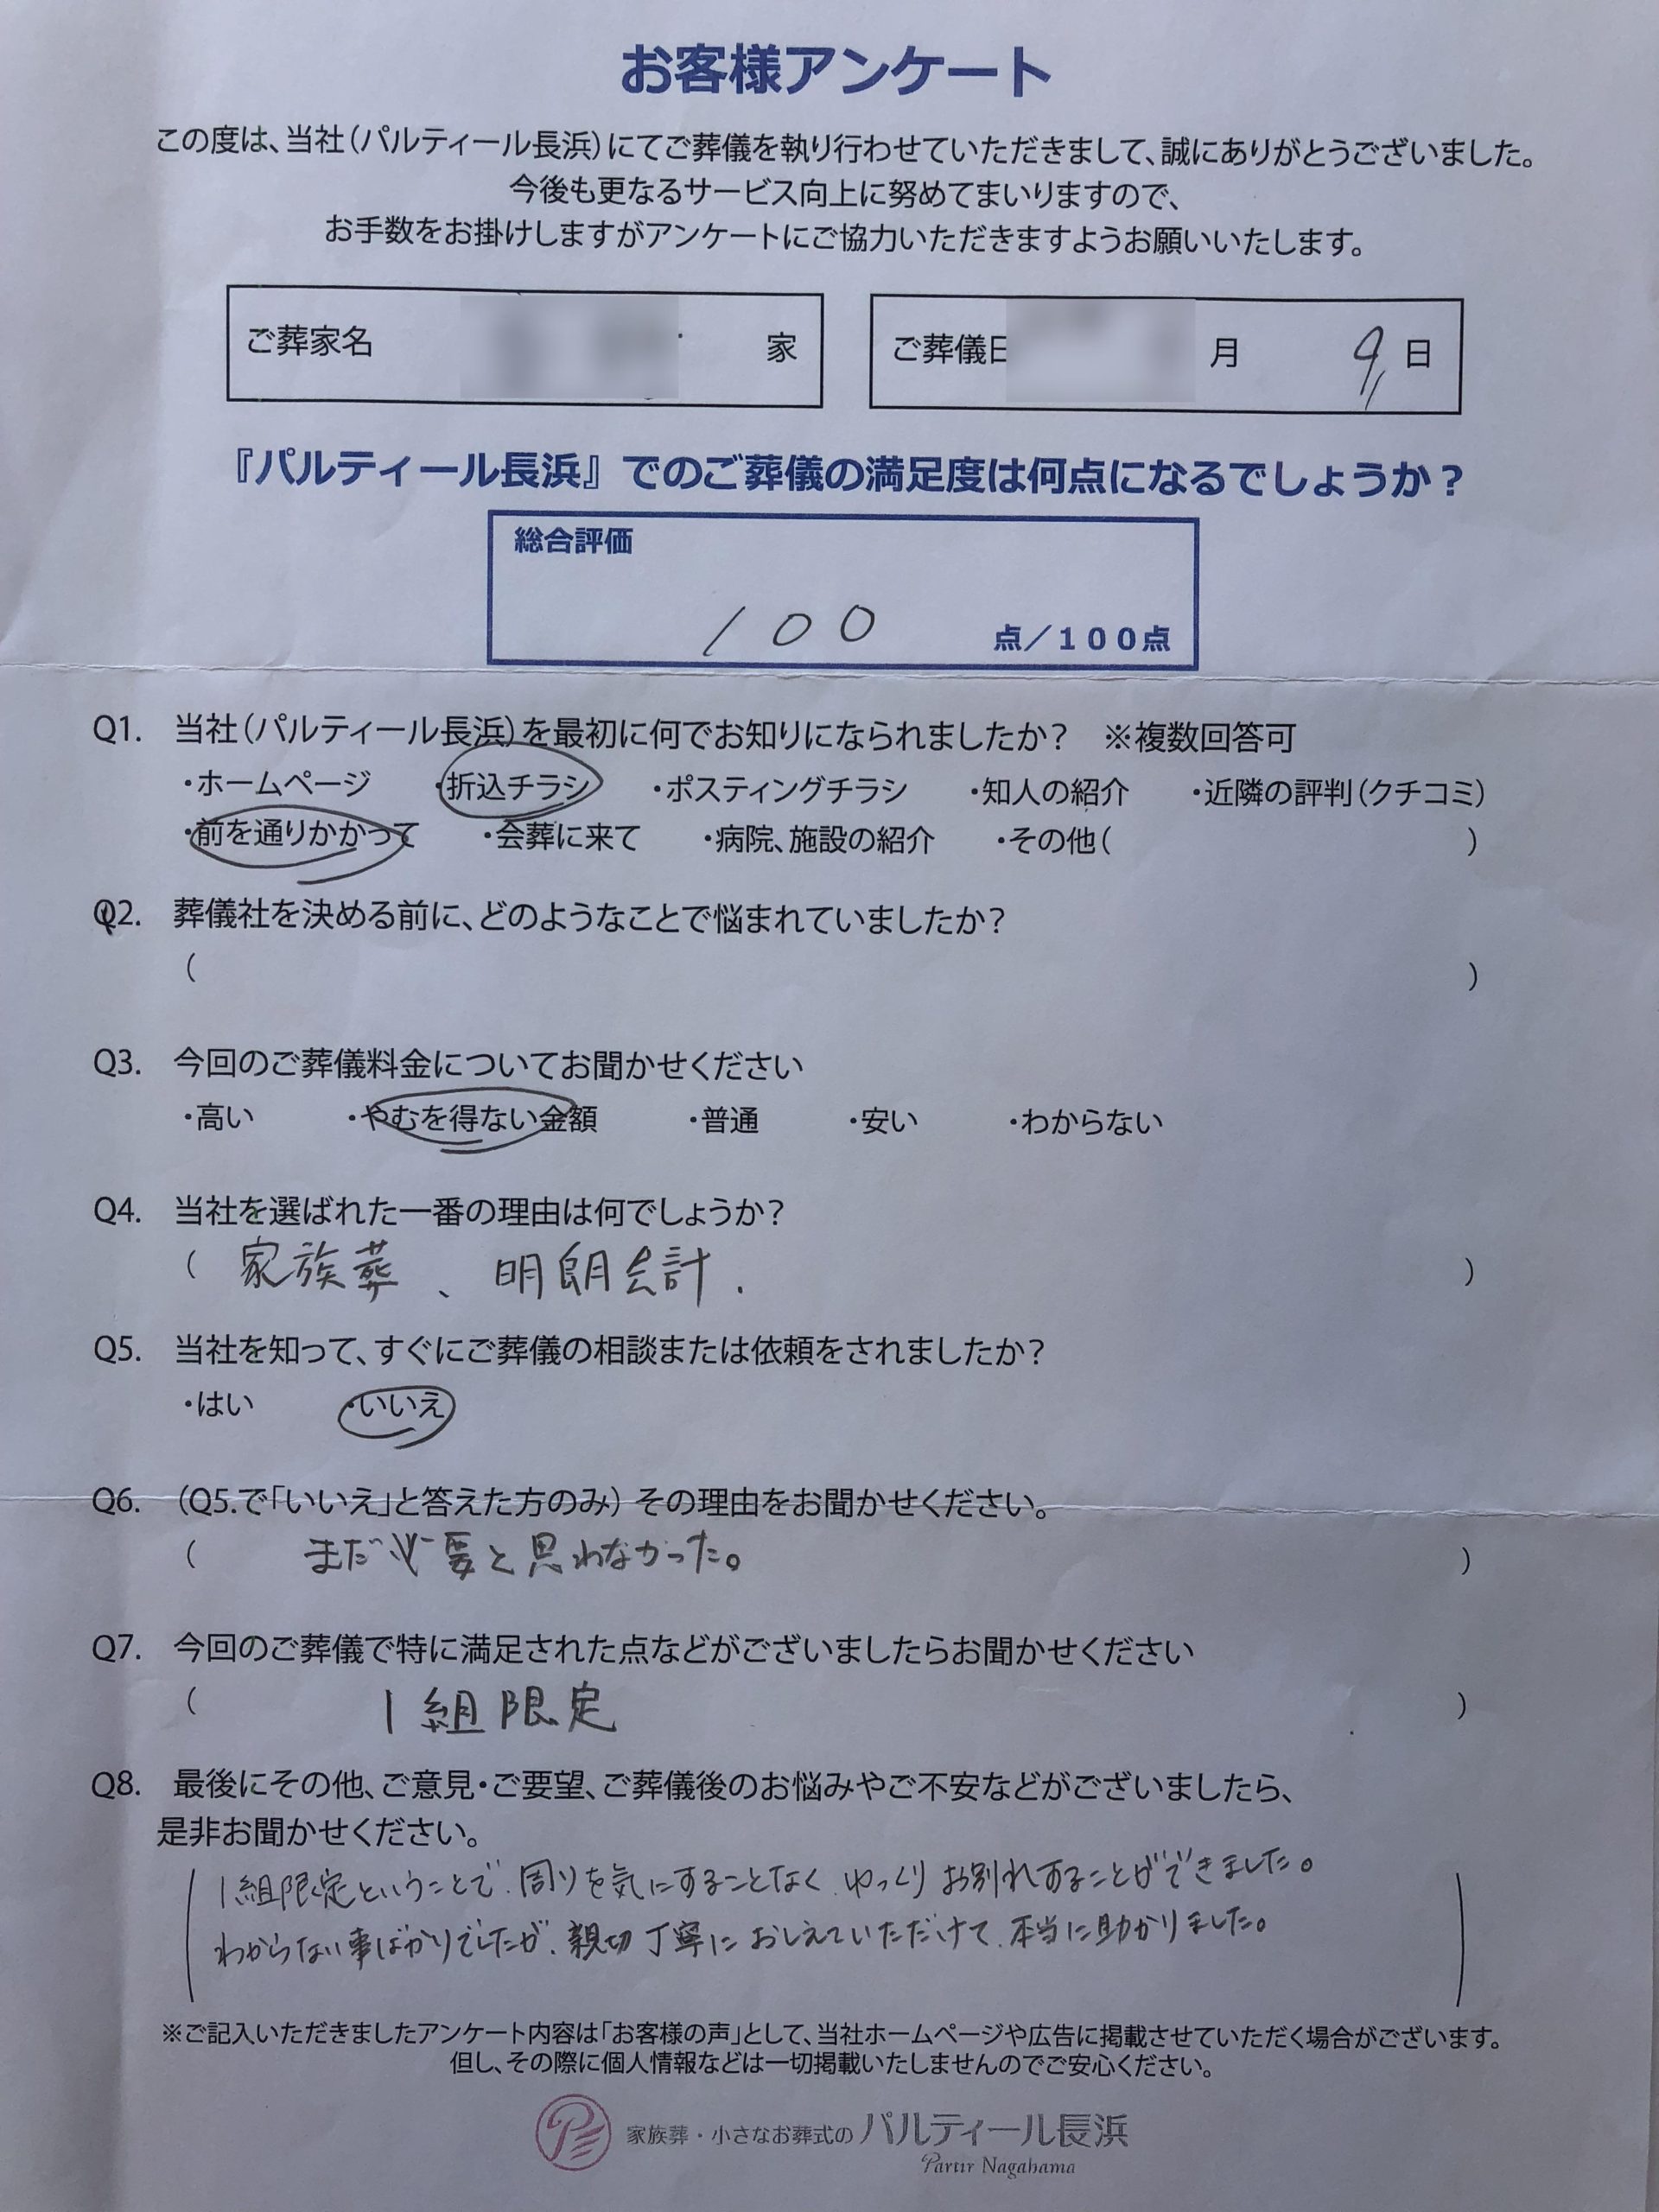 お客様アンケート
この度は、当社(パルティール長浜)にてご葬儀を執り行わせていただきまして、誠にありがとうございました。
今後も更なるサービス向上に努めてまいりますので、
お手数をお掛けしますがアンケートにご協力いただきますようお願いいたします。
ご葬家名 家 ご葬儀日 月 9 日
『パルティール長浜』でのご葬儀の満足度は何点になるでしょうか?
総合評価
100 点/100点
Q1. 当社(パルティール長浜)を最初に何でお知りになられましたか? ※複数回答可
・ホームページ ・折込チラシ ・ポスティングチラシ ・知人の紹介 ・近隣の評判(クチコミ)
・前を通りかかって ・会葬に来て ・病院、施設の紹介 ・その他( )
Q2. 葬儀社を決める前に、どのようなことで悩まれていましたか?
( )
Q3. 今回のご葬儀料金についてお聞かせください
・高い ・やむを得ない金額 ・普通 ・安い ・わからない
Q4. 当社を選ばれた一番の理由は何でしょうか?
( 家族葬、明朗会計. )
Q5. 当社を知って、すぐにご葬儀の相談または依頼をされましたか?
・はい ・いいえ
Q6. (Q5.で「いいえ」と答えた方のみ) その理由をお聞かせください。
( まだ必要と思わなかった。 )
Q7. 今回のご葬儀で特に満足された点などがございましたらお聞かせください
( 1組限定 )
Q8. 最後にその他、ご意見・ご要望、ご葬儀後のお悩みやご不安などがございましたら、
是非お聞かせください。
1組限定ということで、周りを気にすることなく、ゆっくりお別れすることができました。
わからない事ばかりでしたが、親切丁寧におしえていただけて、本当に助かりました。
※ご記入いただきましたアンケート内容は「お客様の声」として、当社ホームページや広告に掲載させていただく場合がございます。
但し、その際に個人情報などは一切掲載いたしませんのでご安心ください。
家族葬・小さなお葬式の パルティール長浜
Partir Nagahama